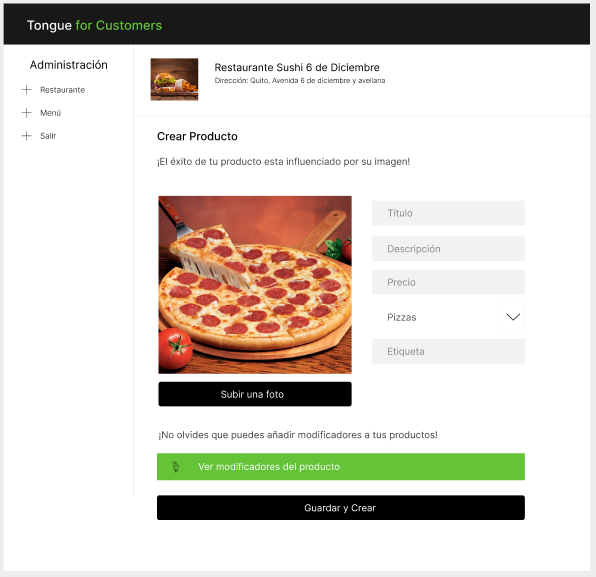 Tongue for Customers
Administración
Restaurante
Menú
Salir
Restaurante Sushi 6 de Diciembre
Dirección: Quito, Avenida 6 de diciembre y avellana
Crear Producto
¡El éxito de tu producto esta influenciado por su imagen!
Título
Descripción
Precio
Pizzas
Etiqueta
Subir una foto
¡No olvides que puedes añadir modificadores a tus productos!
Ver modificadores del producto
Guardar y Crear